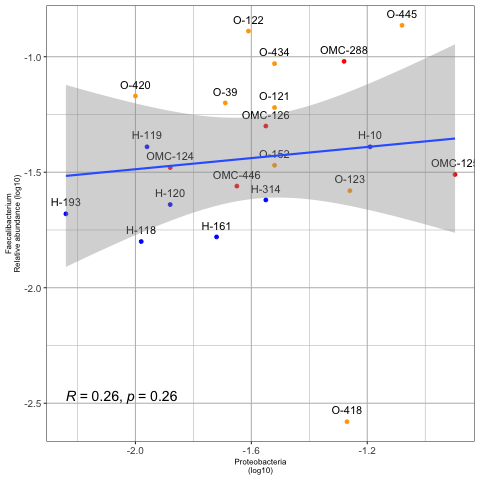 O-122
O-445
O-434
OMC-288
-1.0
O-420
O-39
O-121
OMC-126
H-119
H-10
OMC-124
O-152
-1.5
OMC-446
OMC-125
H-120
H-314
O-123
H-193
H-118
H-161
Faecalibacterium
Relative abundance (log10)
-2.0
R = 0.26, p = 0.26
-2.5
O-418
-2.0
-1.6
-1.2
Proteobacteria
(log10)